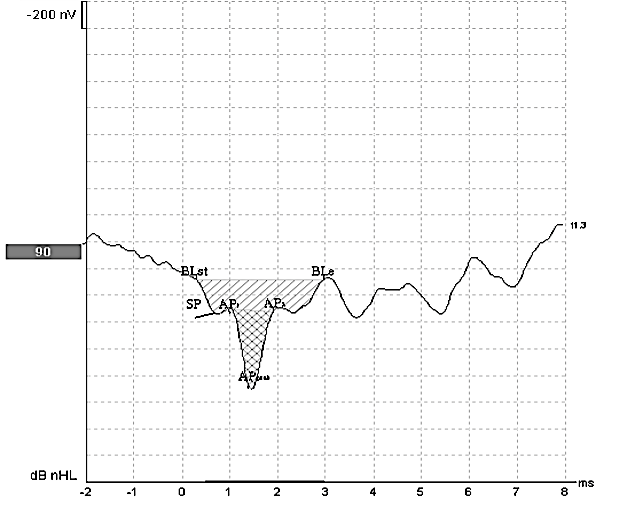 -200 nV
90
BLst
BLe
11.3
SP
AP₁
AP₂
dB nHL
-2 -1 0 1 2 3 4 5 6 7 8 ms